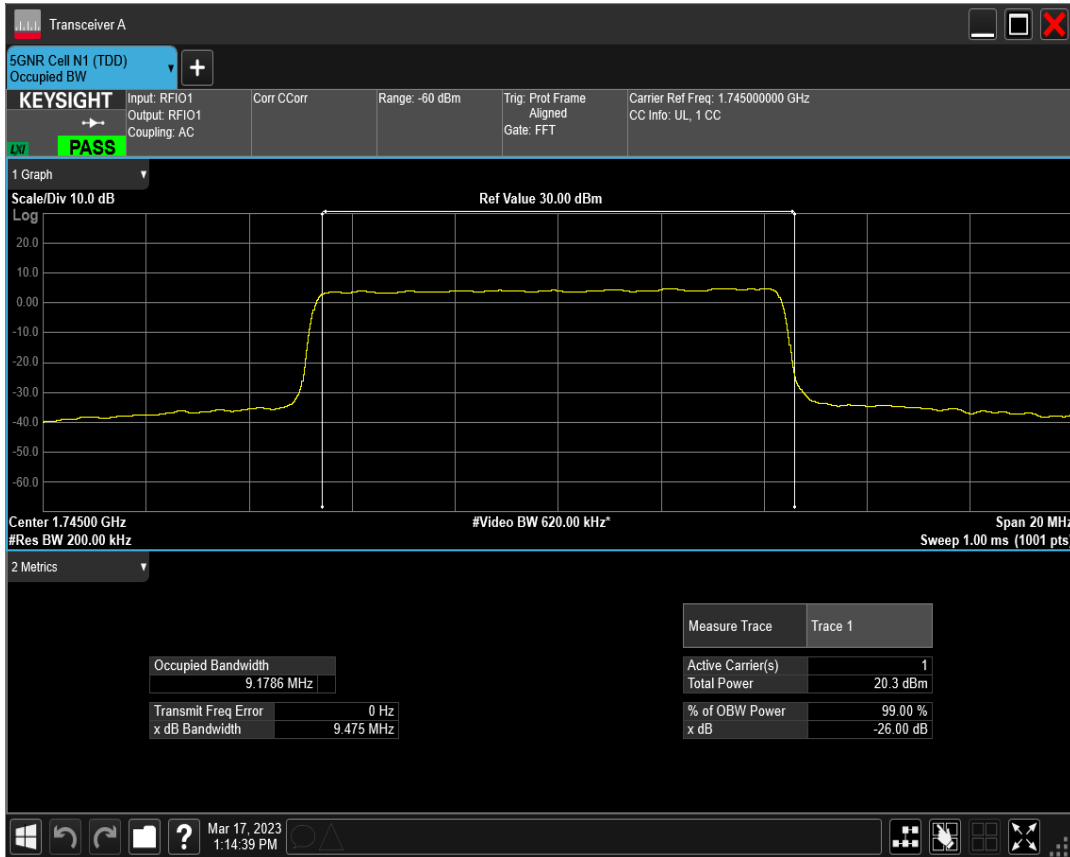 Transceiver A
5GNR Cell N1 (TDD)
Occupied BW
+
KEYSIGHT
LXI
PASS
Input: RFIO1
Output: RFIO1
Coupling: AC
Corr CCorr
Range: -60 dBm
Trig: Prot Frame
Aligned
Gate: FFT
Carrier Ref Freq: 1.745000000 GHz
CC Info: UL, 1 CC
1 Graph
Scale/Div 10.0 dB
Ref Value 30.00 dBm
Log
20.0
10.0
0.00
-10.0
-20.0
-30.0
-40.0
-50.0
-60.0
Center 1.74500 GHz
#Video BW 620.00 kHz*
Span 20 MHz
#Res BW 200.00 kHz
Sweep 1.00 ms (1001 pts)
2 Metrics
Measure Trace Trace 1
Occupied Bandwidth
9.1786 MHz
Active Carrier(s) 1
Total Power 20.3 dBm
Transmit Freq Error 0 Hz
x dB Bandwidth 9.475 MHz
% of OBW Power 99.00 %
x dB -26.00 dB
?
Mar 17, 2023
1:14:39 PM